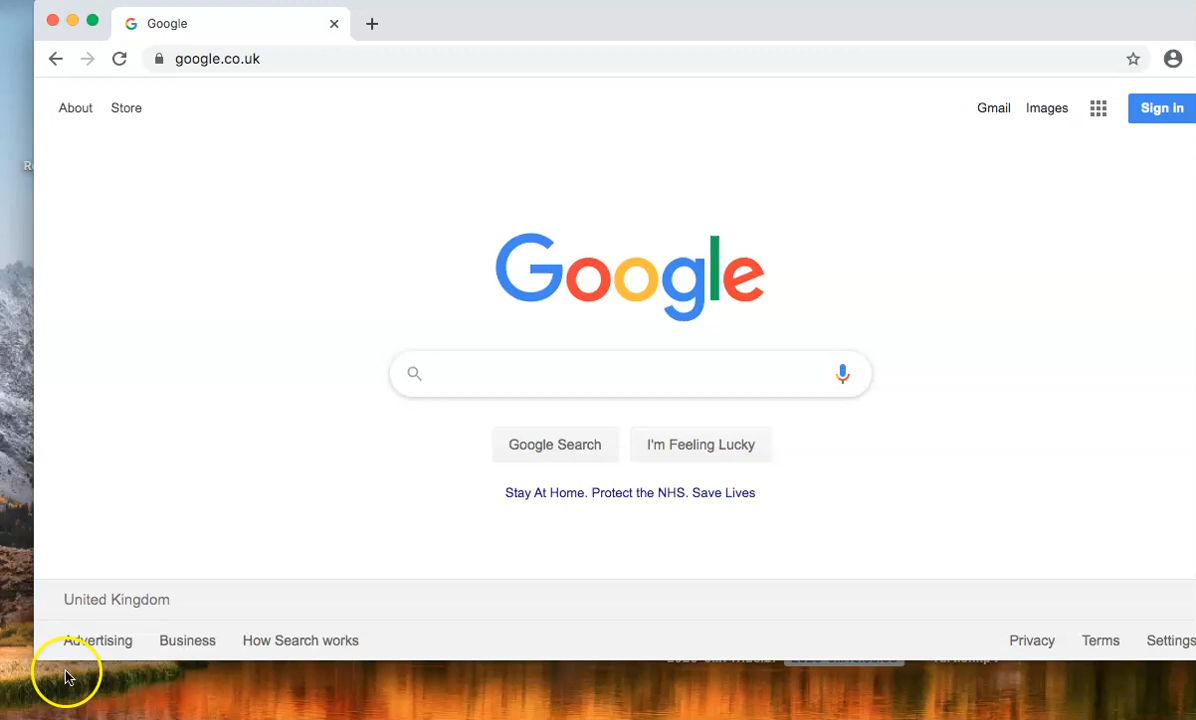 Google
google.co.uk
About Store Gmail Images Sign in
Google
Google Search I'm Feeling Lucky
Stay At Home. Protect the NHS. Save Lives
United Kingdom
Advertising Business How Search works Privacy Terms Settings